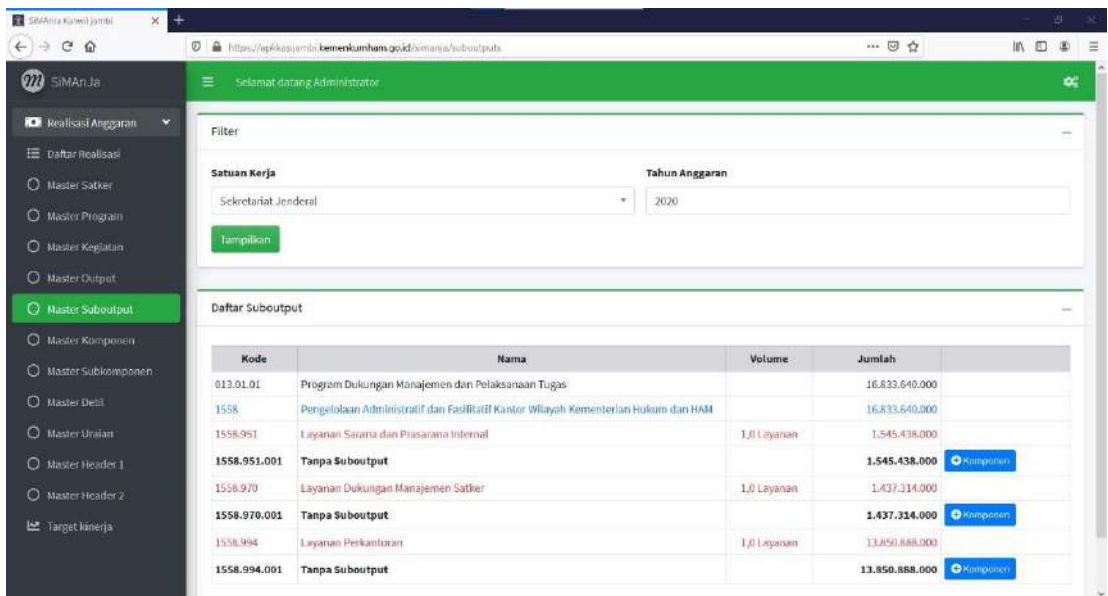 SiMAnJa Kanwil Jambi
https://aplikasijambi.kemenkumham.go.id/simanja/suboutputs
SiMAnJa
Selamat datang Administrator
Realisasi Anggaran
Daftar Realisasi
Master Satker
Master Program
Master Kegiatan
Master Output
Master Suboutput
Master Komponen
Master Subkomponen
Master Detil
Master Uraian
Master Header 1
Master Header 2
Target kinerja
Filter
Satuan Kerja Tahun Anggaran
Sekretariat Jenderal 2020
Tampilkan
Daftar Suboutput
Kode Nama Volume Jumlah
013.01.01 Program Dukungan Manajemen dan Pelaksanaan Tugas 16.833.640.000
1558 Pengelolaan Administratif dan Fasilitatif Kantor Wilayah Kementerian Hukum dan HAM 16.833.640.000
1558.951 Layanan Sarana dan Prasarana Internal 1,0 Layanan 1.545.438.000
1558.951.001 Tanpa Suboutput 1.545.438.000 Komponen
1558.970 Layanan Dukungan Manajemen Satker 1,0 Layanan 1.437.314.000
1558.970.001 Tanpa Suboutput 1.437.314.000 Komponen
1558.994 Layanan Perkantoran 1,0 Layanan 13.850.888.000
1558.994.001 Tanpa Suboutput 13.850.888.000 Komponen